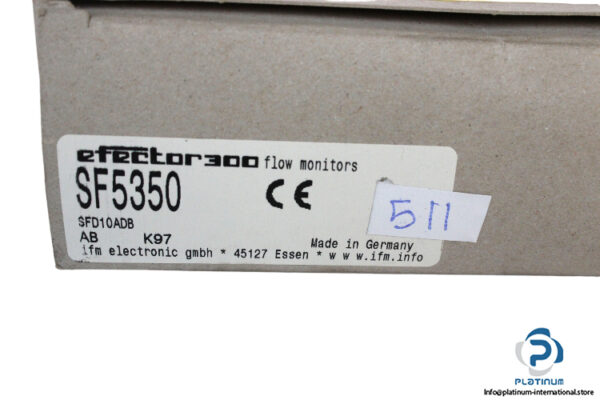 efector300 flow monitors
SF5350
CE
SFD10ADB
AB K97
Made in Germany
ifm electronic gmbh * 45127 Essen * www.ifm.info
511
PLATINUM
Info@platinum-international.store